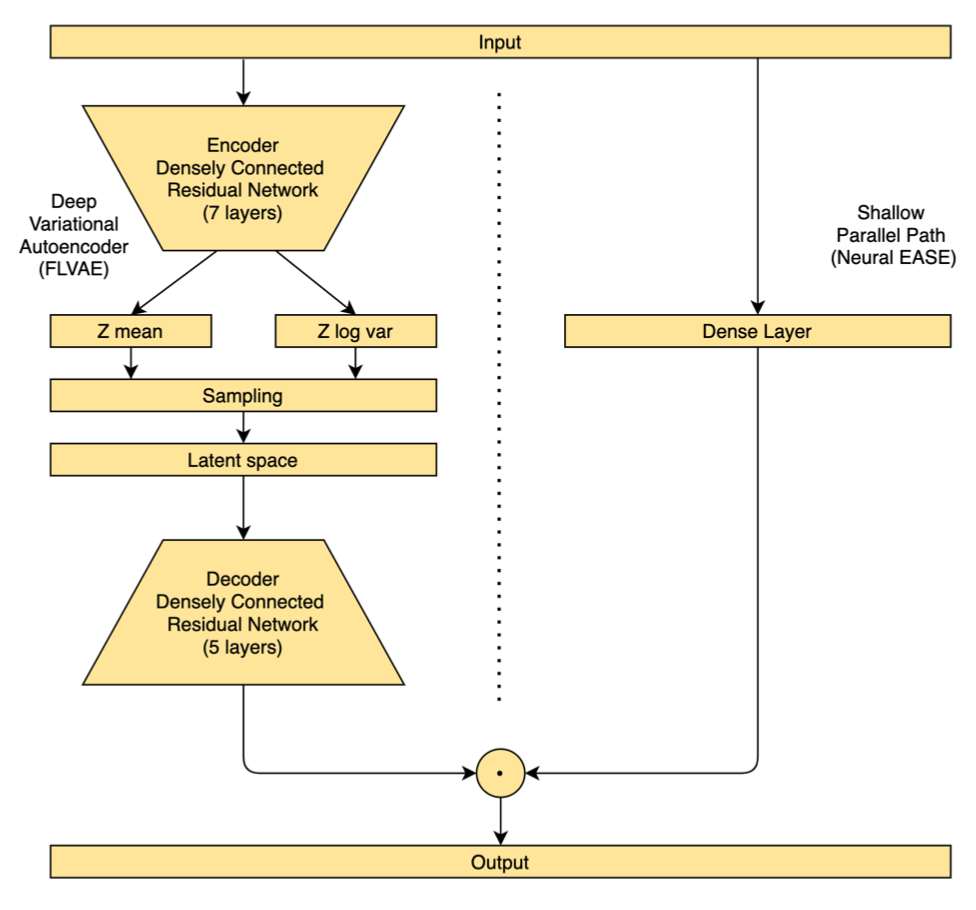 Input
Encoder
Densely Connected
Residual Network
(7 layers)
Deep
Variational
Autoencoder
(FLVAE)
Shallow
Parallel Path
(Neural EASE)
Z mean
Z log var
Dense Layer
Sampling
Latent space
Decoder
Densely Connected
Residual Network
(5 layers)
Output